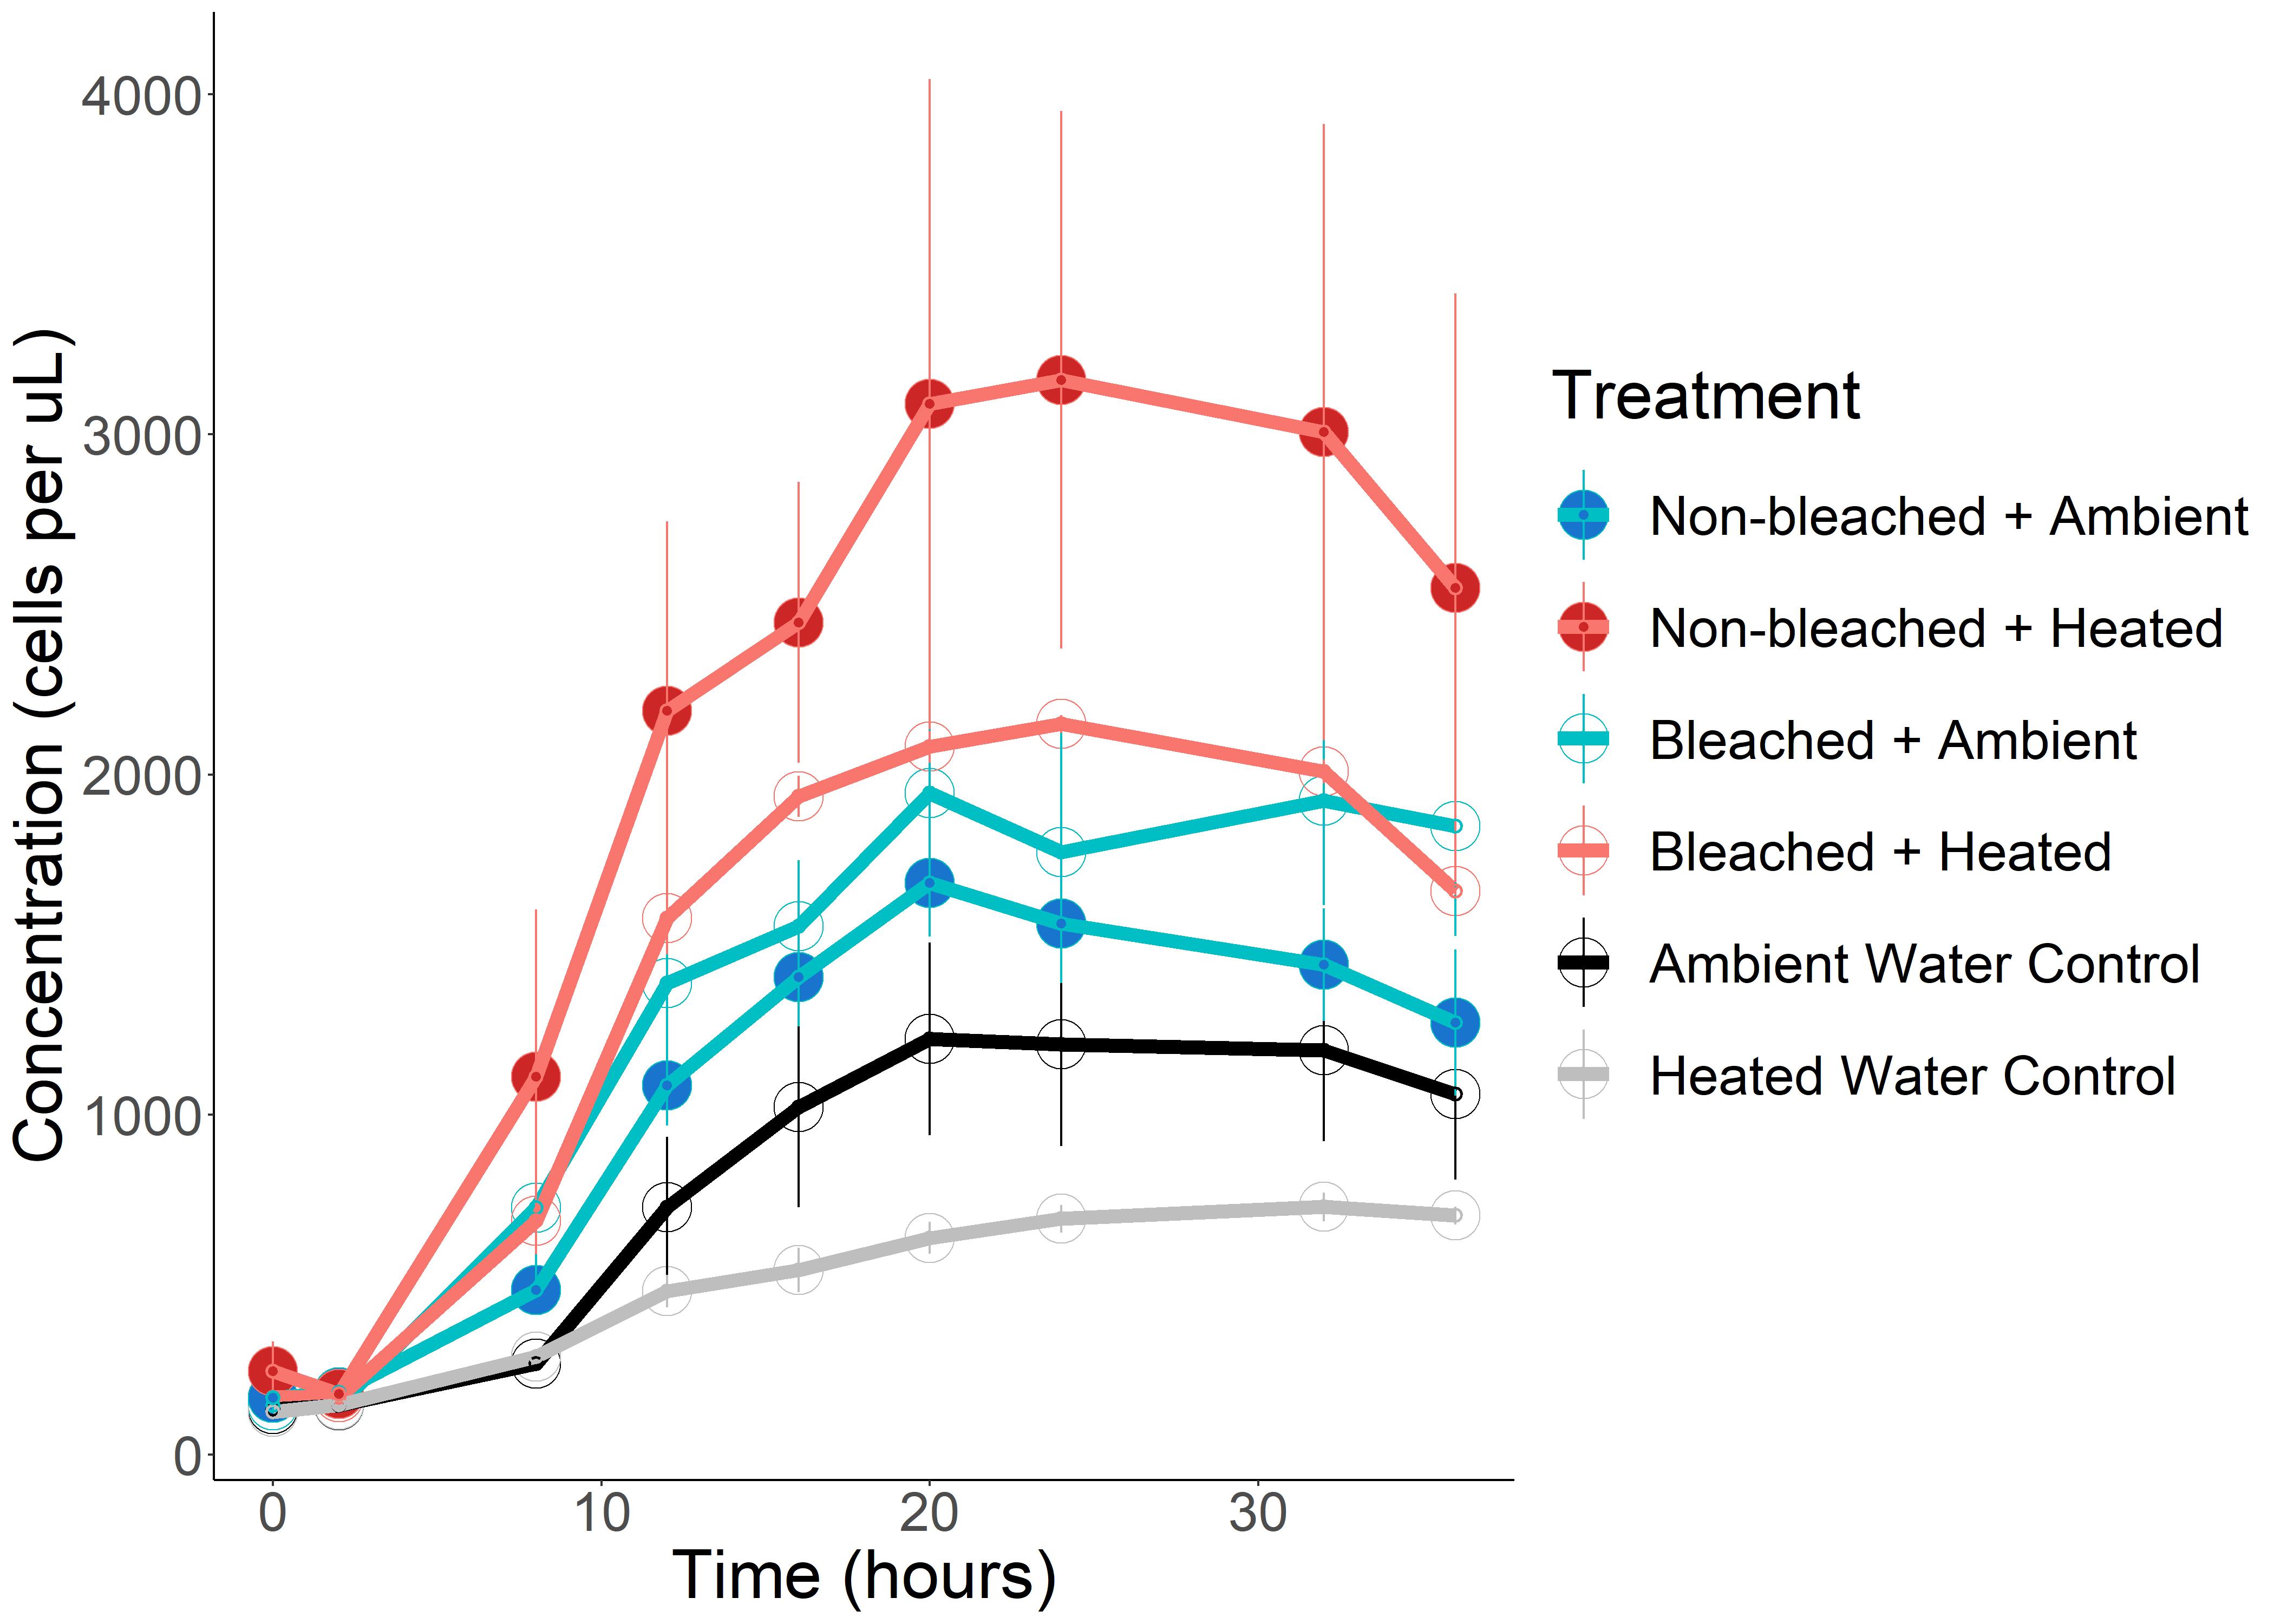 Concentration (cells per uL)
4000
3000
2000
1000
0
0 10 20 30
Time (hours)
Treatment
Non-bleached + Ambient
Non-bleached + Heated
Bleached + Ambient
Bleached + Heated
Ambient Water Control
Heated Water Control